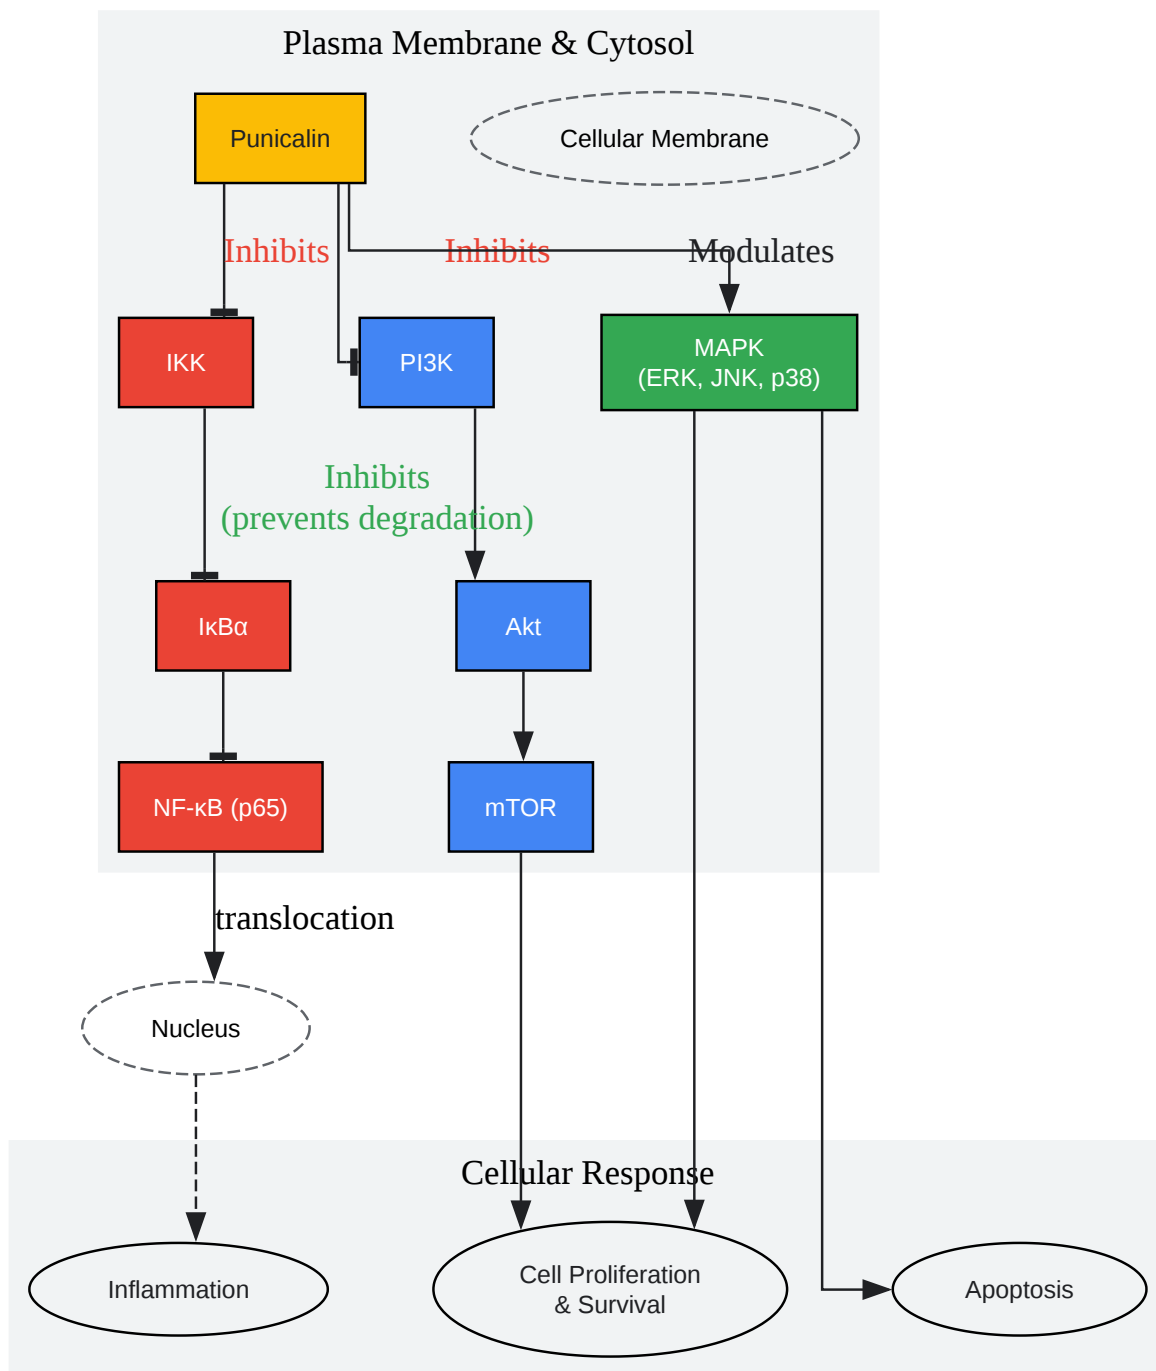 Plasma Membrane & Cytosol
Punicalin
Cellular Membrane
Inhibits
Inhibits
Modulates
IKK
PI3K
MAPK
(ERK, JNK, p38)
Inhibits
(prevents degradation)
IκBα
Akt
NF-κB (p65)
mTOR
translocation
Nucleus
Cellular Response
Inflammation
Cell Proliferation
& Survival
Apoptosis